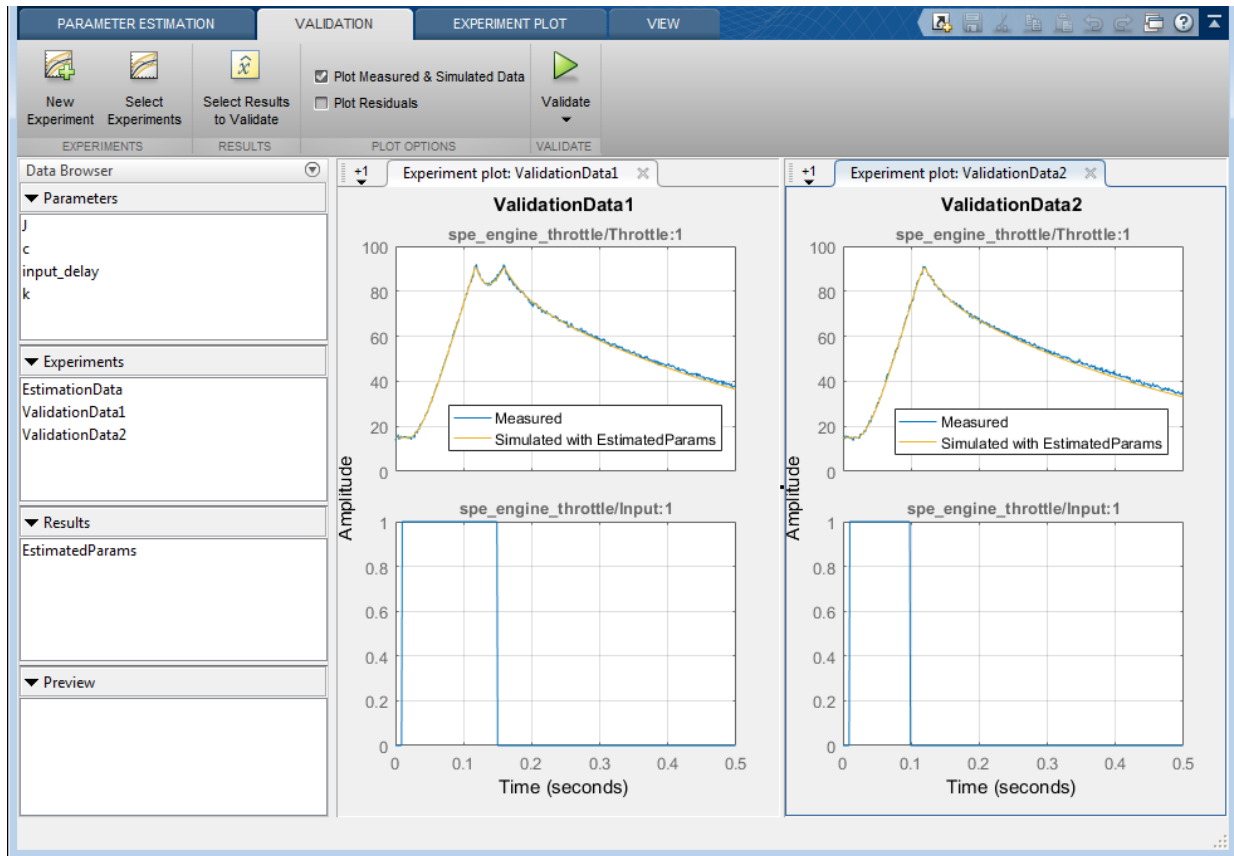 PARAMETER ESTIMATION VALIDATION EXPERIMENT PLOT VIEW
New Experiment
Select Experiments
Select Results to Validate
Plot Measured & Simulated Data
Plot Residuals
Validate
EXPERIMENTS RESULTS PLOT OPTIONS VALIDATE
Data Browser
Parameters
J
c
input_delay
k
Experiments
EstimationData
ValidationData1
ValidationData2
Results
EstimatedParams
Preview
+1 Experiment plot: ValidationData1
ValidationData1
spe_engine_throttle/Throttle:1
100
80
60
40
20
0
Measured
Simulated with EstimatedParams
Amplitude
spe_engine_throttle/Input:1
1
0.8
0.6
0.4
0.2
0
0 0.1 0.2 0.3 0.4 0.5
Time (seconds)
+1 Experiment plot: ValidationData2
ValidationData2
spe_engine_throttle/Throttle:1
100
80
60
40
20
0
Measured
Simulated with EstimatedParams
Amplitude
spe_engine_throttle/Input:1
1
0.8
0.6
0.4
0.2
0
0 0.1 0.2 0.3 0.4 0.5
Time (seconds)